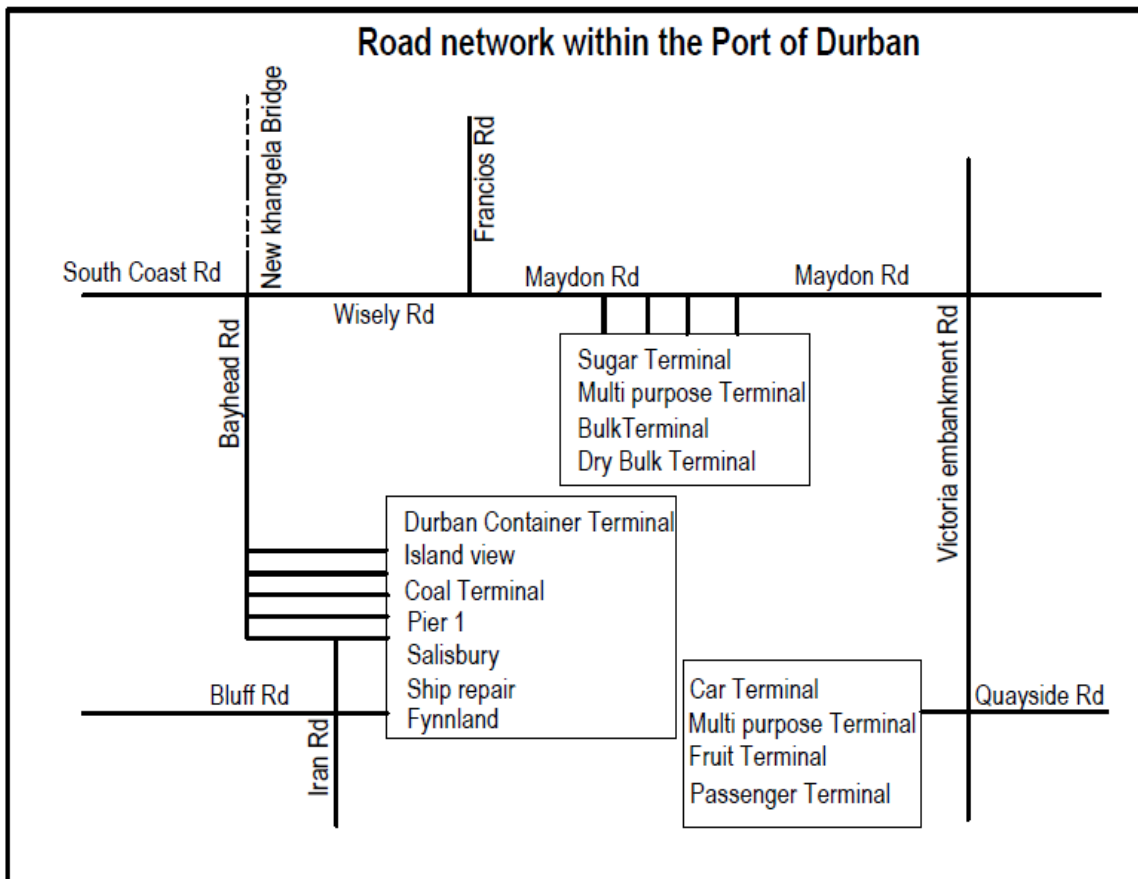 Road network within the Port of Durban
New khangela Bridge
Francios Rd
South Coast Rd
Maydon Rd
Maydon Rd
Wisely Rd
Bayhead Rd
Victoria embankment Rd
Sugar Terminal
Multi purpose Terminal
BulkTerminal
Dry Bulk Terminal
Durban Container Terminal
Island view
Coal Terminal
Pier 1
Salisbury
Ship repair
Fynnland
Bluff Rd
Iran Rd
Car Terminal
Multi purpose Terminal
Fruit Terminal
Passenger Terminal
Quayside Rd